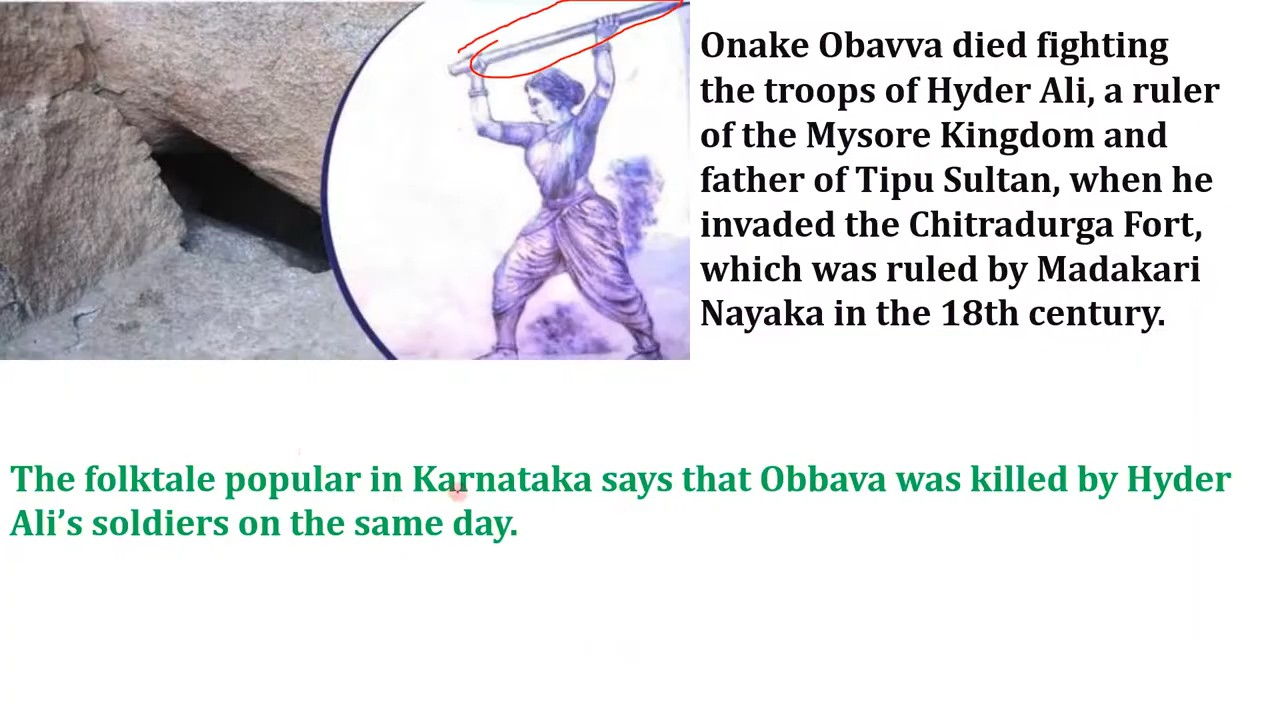 Onake Obavva died fighting
the troops of Hyder Ali, a ruler
of the Mysore Kingdom and
father of Tipu Sultan, when he
invaded the Chitradurga Fort,
which was ruled by Madakari
Nayaka in the 18th century.
The folktale popular in Karnataka says that Obbava was killed by Hyder
Ali’s soldiers on the same day.